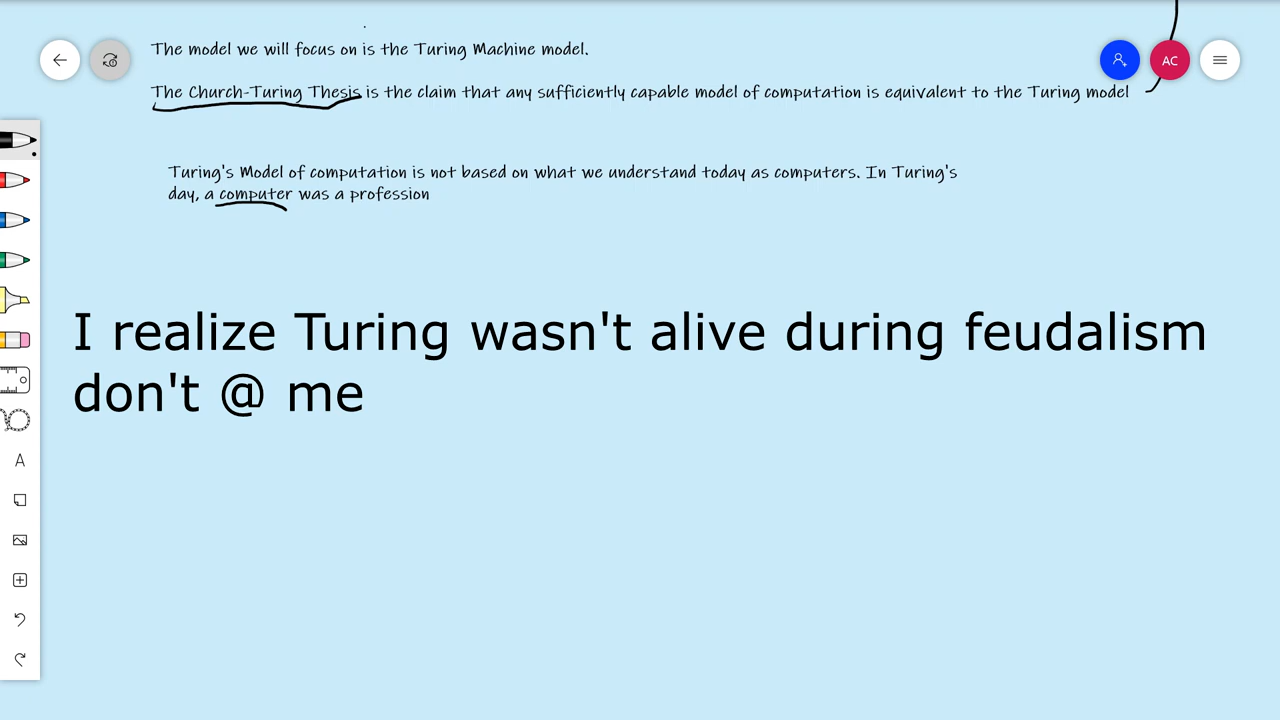 The model we will focus on is the Turing Machine model.
AC
The Church-Turing Thesis is the claim that any sufficiently capable model of computation is equivalent to the Turing model
Turing's Model of computation is not based on what we understand today as computers. In Turing's
day, a computer was a profession
I realize Turing wasn't alive during feudalism
don't @ me
A